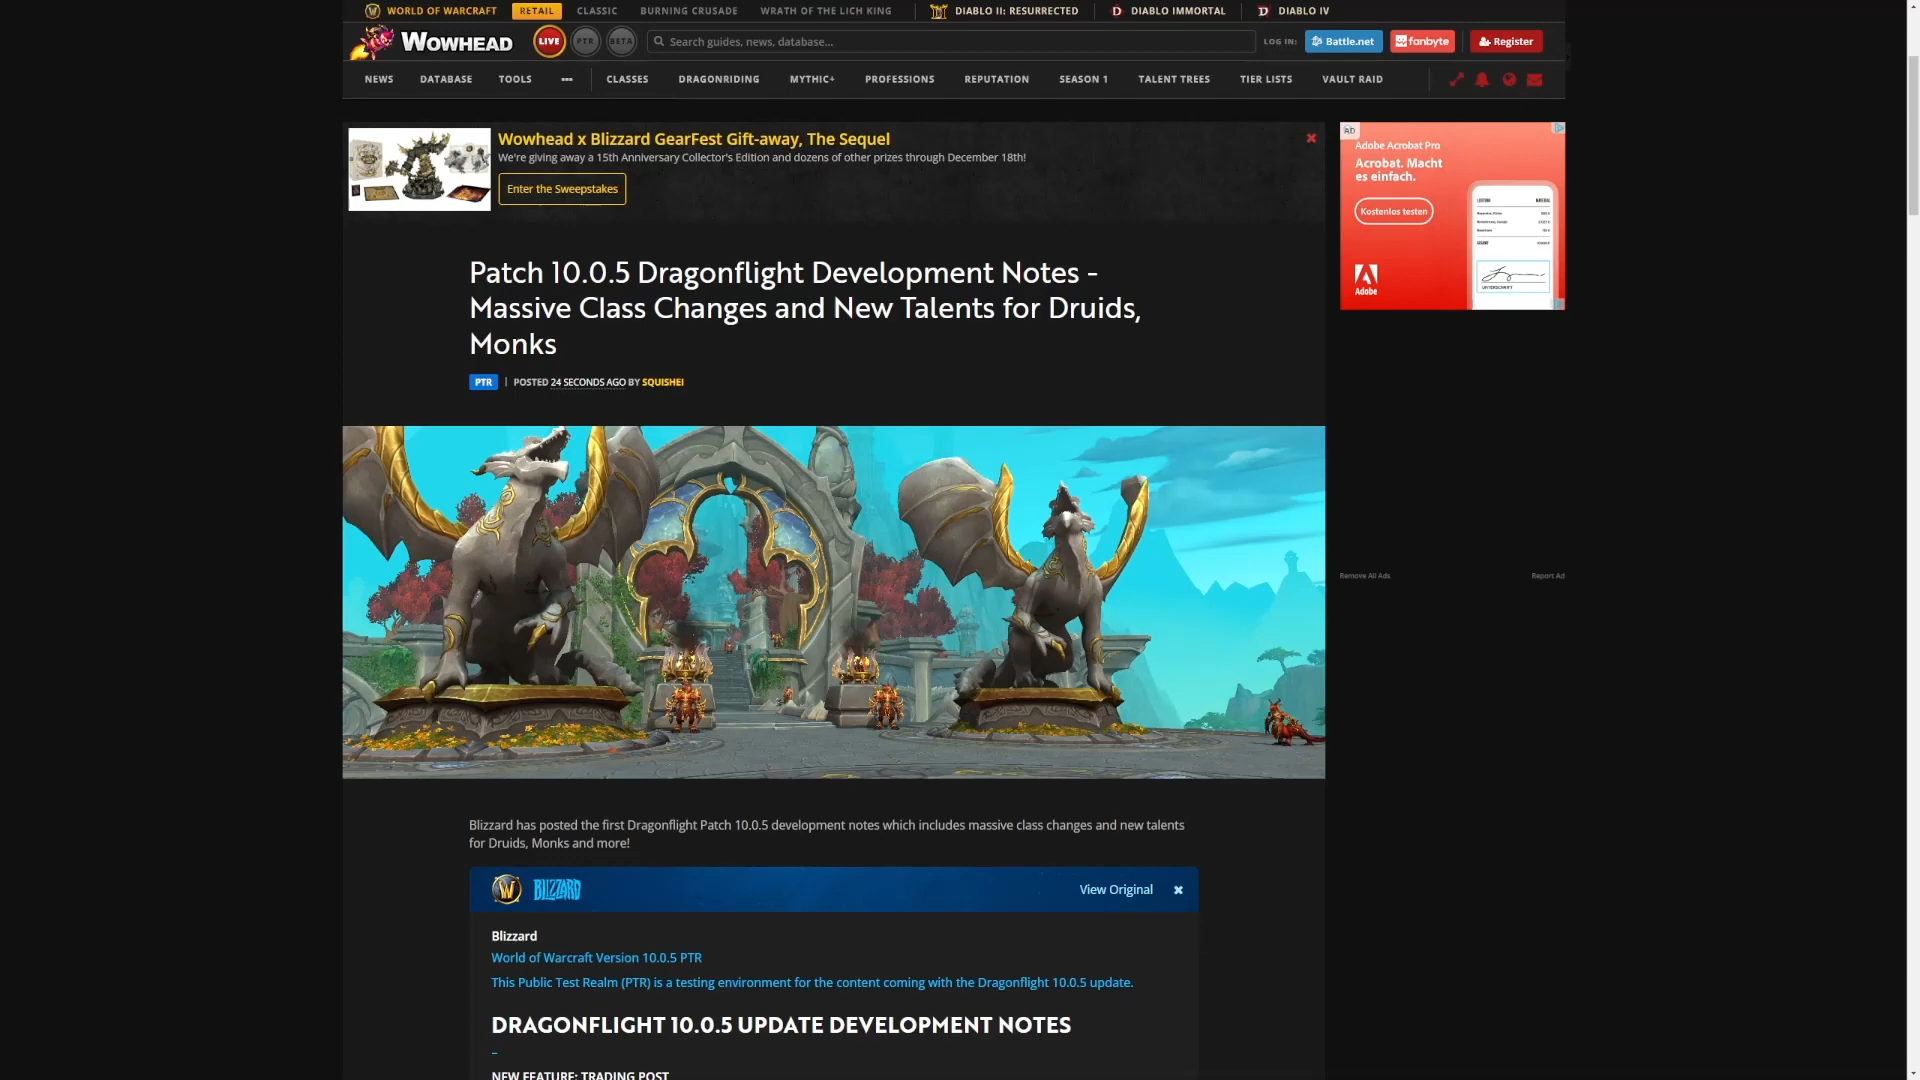 WORLD OF WARCRAFT RETAIL CLASSIC BURNING CRUSADE WRATH OF THE LICH KING DIABLO II: RESURRECTED DIABLO IMMORTAL DIABLO IV
WOWHEAD LIVE PTR BETA Search guides, news, database... LOG IN: Battle.net fanbyte Register
NEWS DATABASE TOOLS CLASSES DRAGONRIDING MYTHIC+ PROFESSIONS REPUTATION SEASON 1 TALENT TREES TIER LISTS VAULT RAID
Wowhead x Blizzard GearFest Gift-away, The Sequel
We're giving away a 15th Anniversary Collector's Edition and dozens of other prizes through December 18th!
Enter the Sweepstakes
AD
Adobe Acrobat Pro
Acrobat. Macht
es einfach.
Kostenlos testen
UNTERSCHRIFT
Adobe
Patch 10.0.5 Dragonflight Development Notes -
Massive Class Changes and New Talents for Druids,
Monks
PTR | POSTED 24 SECONDS AGO BY SQUISHEI
Remove All Ads Report Ad
Blizzard has posted the first Dragonflight Patch 10.0.5 development notes which includes massive class changes and new talents
for Druids, Monks and more!
W BLIZZARD View Original
Blizzard
World of Warcraft Version 10.0.5 PTR
This Public Test Realm (PTR) is a testing environment for the content coming with the Dragonflight 10.0.5 update.
DRAGONFLIGHT 10.0.5 UPDATE DEVELOPMENT NOTES
–
NEW FEATURE: TRADING POST